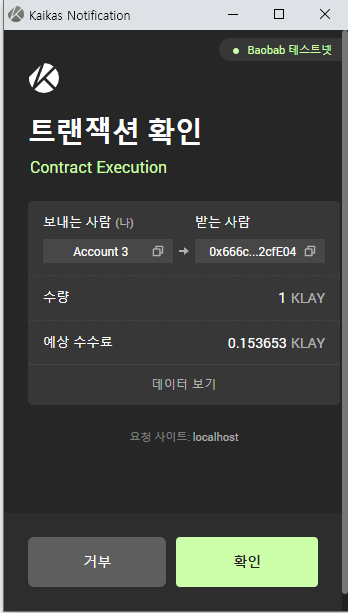 Kaikas Notification
Baobab 테스트넷
트랜잭션 확인
Contract Execution
보내는 사람 (나) 받는 사람
Account 3 0x666c...2cfE04
수량 1 KLAY
예상 수수료 0.153653 KLAY
데이터 보기
요청 사이트: localhost
거부 확인